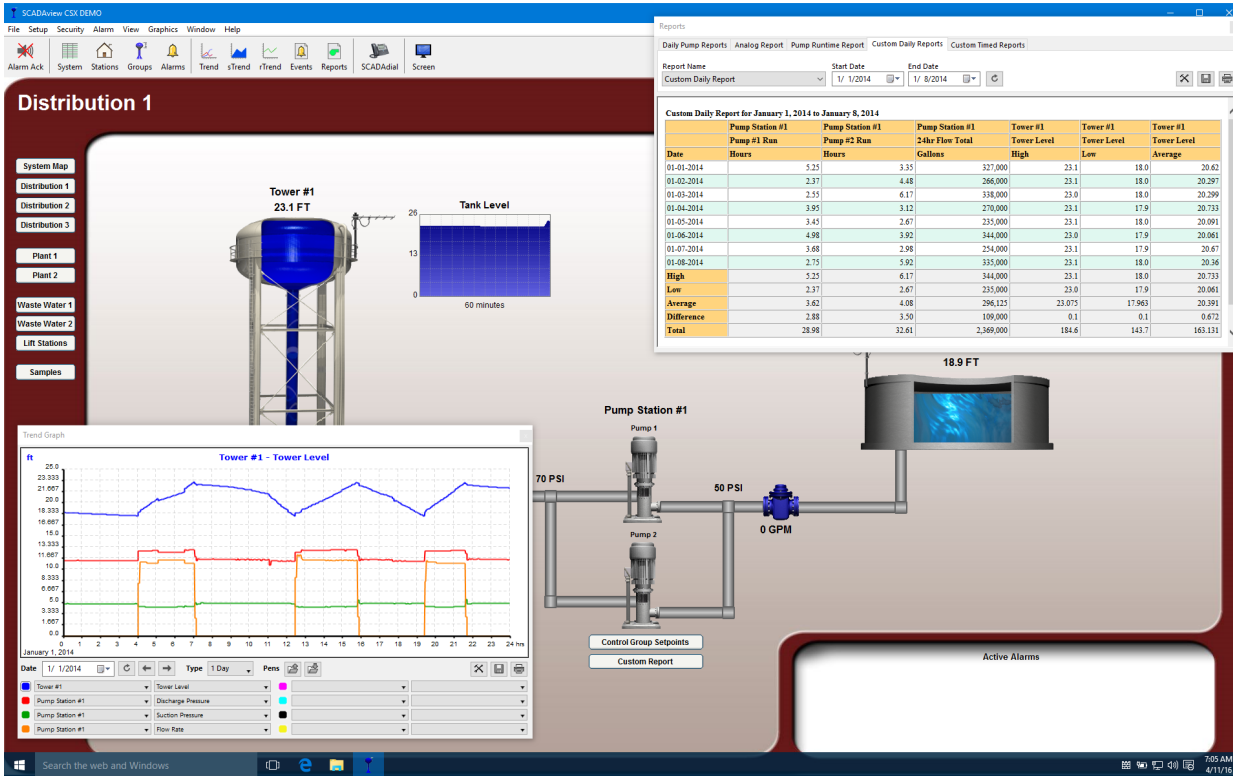 SCADAview CSX DEMO
File Setup Security Alarm View Graphics Window Help
Alarm Ack System Stations Groups Alarms Trend sTrend rTrend Events Reports SCADAdial Screen
Distribution 1
System Map
Distribution 1
Distribution 2
Distribution 3
Plant 1
Plant 2
Waste Water 1
Waste Water 2
Lift Stations
Samples
Tower #1
23.1 FT
Tank Level
26
13
0
60 minutes
Reports
Daily Pump Reports Analog Report Pump Runtime Report Custom Daily Reports Custom Timed Reports
Report Name Start Date End Date
Custom Daily Report 1/ 1/2014 1/ 8/2014
Custom Daily Report for January 1, 2014 to January 8, 2014
Pump Station #1 Pump Station #1 Pump Station #1 Tower #1 Tower #1 Tower #1
Pump #1 Run Pump #2 Run 24hr Flow Total Tower Level Tower Level Tower Level
Date Hours Hours Gallons High Low Average
01-01-2014 5.25 3.35 327,000 23.1 18.0 20.62
01-02-2014 2.37 4.48 266,000 23.1 18.0 20.297
01-03-2014 2.55 6.17 338,000 23.0 18.0 20.299
01-04-2014 3.95 3.12 270,000 23.1 17.9 20.733
01-05-2014 3.45 2.67 235,000 23.1 18.0 20.091
01-06-2014 4.98 3.92 344,000 23.0 17.9 20.061
01-07-2014 3.68 2.98 254,000 23.1 17.9 20.67
01-08-2014 2.75 5.92 335,000 23.1 18.0 20.36
High 5.25 6.17 344,000 23.1 18.0 20.733
Low 2.37 2.67 235,000 23.0 17.9 20.061
Average 3.62 4.08 296,125 23.075 17.963 20.391
Difference 2.88 3.50 109,000 0.1 0.1 0.672
Total 28.98 32.61 2,369,000 184.6 143.7 163.131
18.9 FT
Pump Station #1
Pump 1
70 PSI
50 PSI
0 GPM
Pump 2
Control Group Setpoints
Custom Report
Active Alarms
Trend Graph
ft Tower #1 - Tower Level
25.0
23.333
21.667
20.0
18.333
16.667
15.0
13.333
11.667
10.0
8.333
6.667
5.0
3.333
1.667
0.0
0 1 2 3 4 5 6 7 8 9 10 11 12 13 14 15 16 17 18 19 20 21 22 23 24 hrs
January 1, 2014
Date 1/ 1/2014 Type 1 Day Pens
Tower #1 Tower Level
Pump Station #1 Discharge Pressure
Pump Station #1 Suction Pressure
Pump Station #1 Flow Rate
Search the web and Windows
7:05 AM
4/11/16